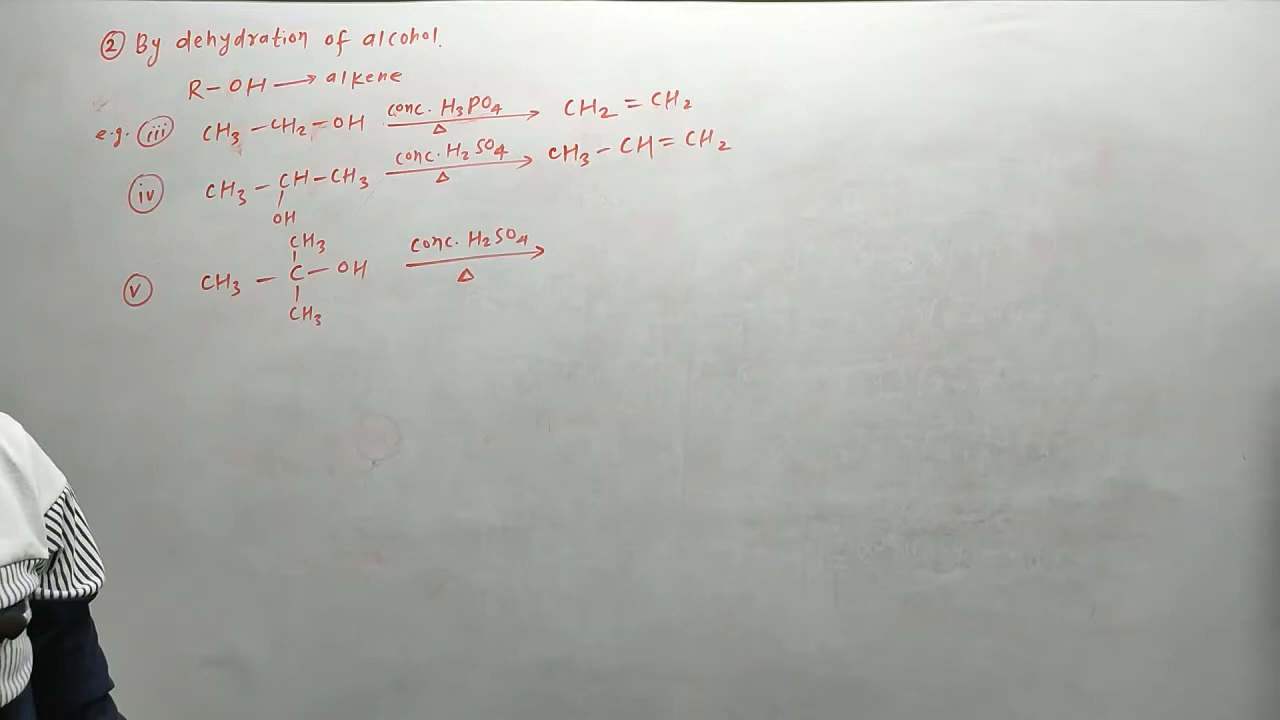 ② By dehydration of alcohol.
R-OH → alkene
e.g. (iii) CH₃-CH₂-OH conc. H₃PO₄ → Δ CH₂=CH₂
(iv) CH₃-CH-CH₃ conc. H₂SO₄ → Δ CH₃-CH=CH₂
OH
CH₃
(v) CH₃-C-OH conc. H₂SO₄ → Δ
CH₃